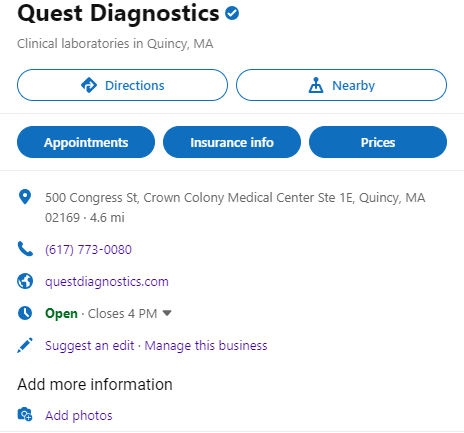 Quest Diagnostics
Clinical laboratories in Quincy, MA
Directions
Nearby
Appointments
Insurance info
Prices
500 Congress St, Crown Colony Medical Center Ste 1E, Quincy, MA
02169 · 4.6 mi
(617) 773-0080
questdiagnostics.com
Open · Closes 4 PM
Suggest an edit · Manage this business
Add more information
Add photos